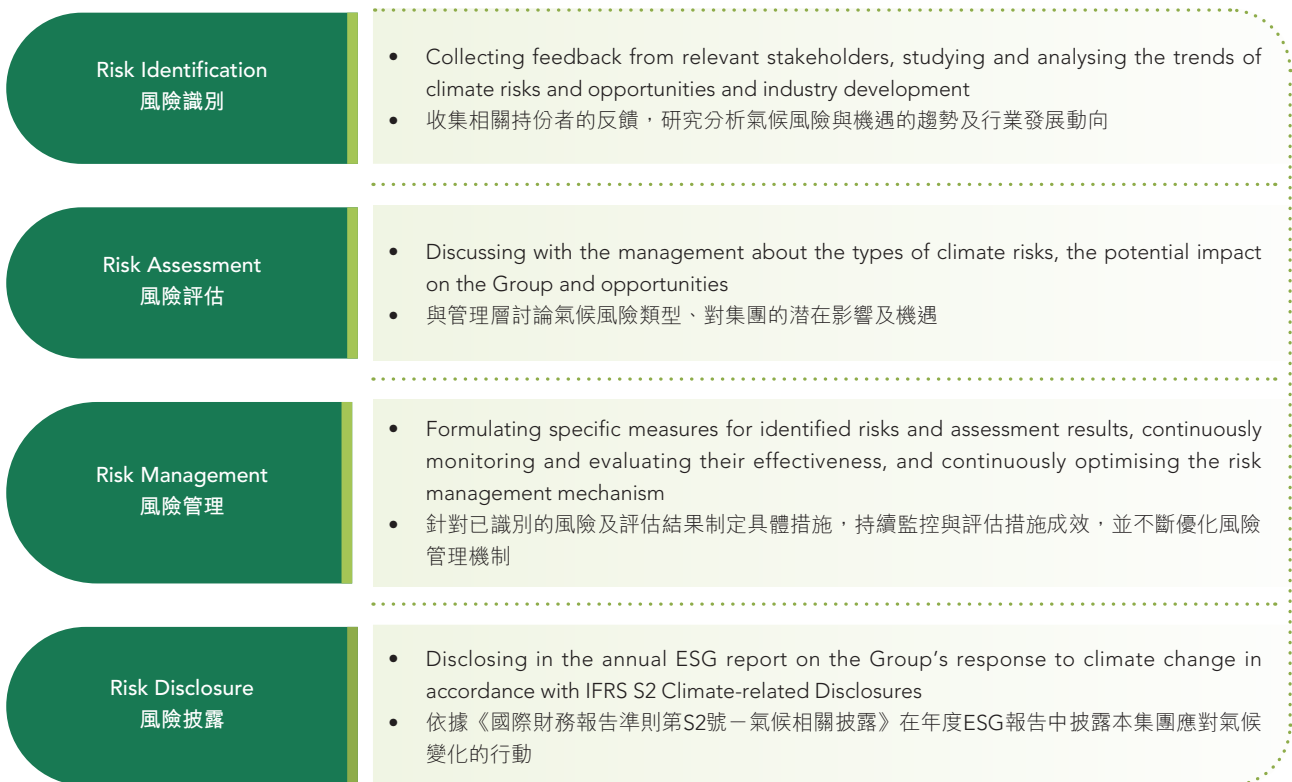 Risk Identification
風險識別
• Collecting feedback from relevant stakeholders, studying and analysing the trends of
climate risks and opportunities and industry development
• 收集相關持份者的反饋，研究分析氣候風險與機遇的趨勢及行業發展動向
Risk Assessment
風險評估
• Discussing with the management about the types of climate risks, the potential impact
on the Group and opportunities
• 與管理層討論氣候風險類型、對集團的潛在影響及機遇
Risk Management
風險管理
• Formulating specific measures for identified risks and assessment results, continuously
monitoring and evaluating their effectiveness, and continuously optimising the risk
management mechanism
• 針對已識別的風險及評估結果制定具體措施，持續監控與評估措施成效，並不斷優化風險
管理機制
Risk Disclosure
風險披露
• Disclosing in the annual ESG report on the Group’s response to climate change in
accordance with IFRS S2 Climate-related Disclosures
• 依據《國際財務報告準則第S2號－氣候相關披露》在年度ESG報告中披露本集團應對氣候
變化的行動